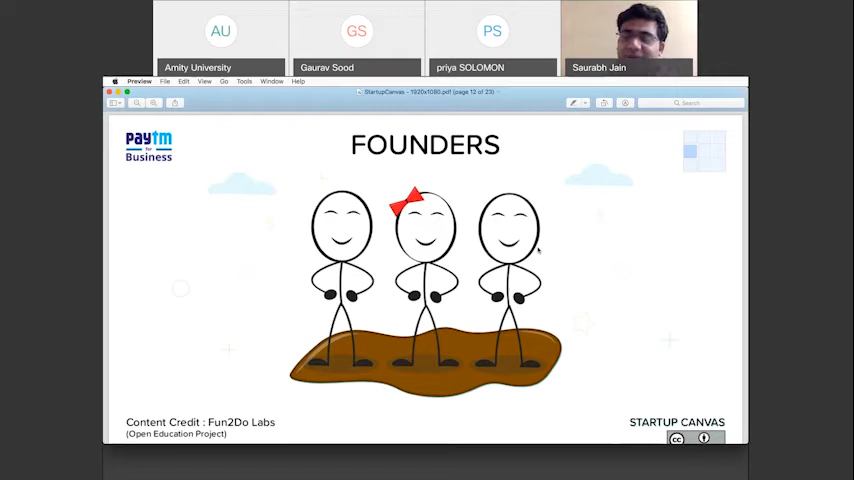 AU
GS
PS
Amity University
Gaurav Sood
priya SOLOMON
Saurabh Jain
Preview File Edit View Go Tools Window Help
StartupCanvas - 1920x1080.pdf (page 12 of 23)
Search
paytm
for
Business
FOUNDERS
Content Credit : Fun2Do Labs
(Open Education Project)
STARTUP CANVAS
cc